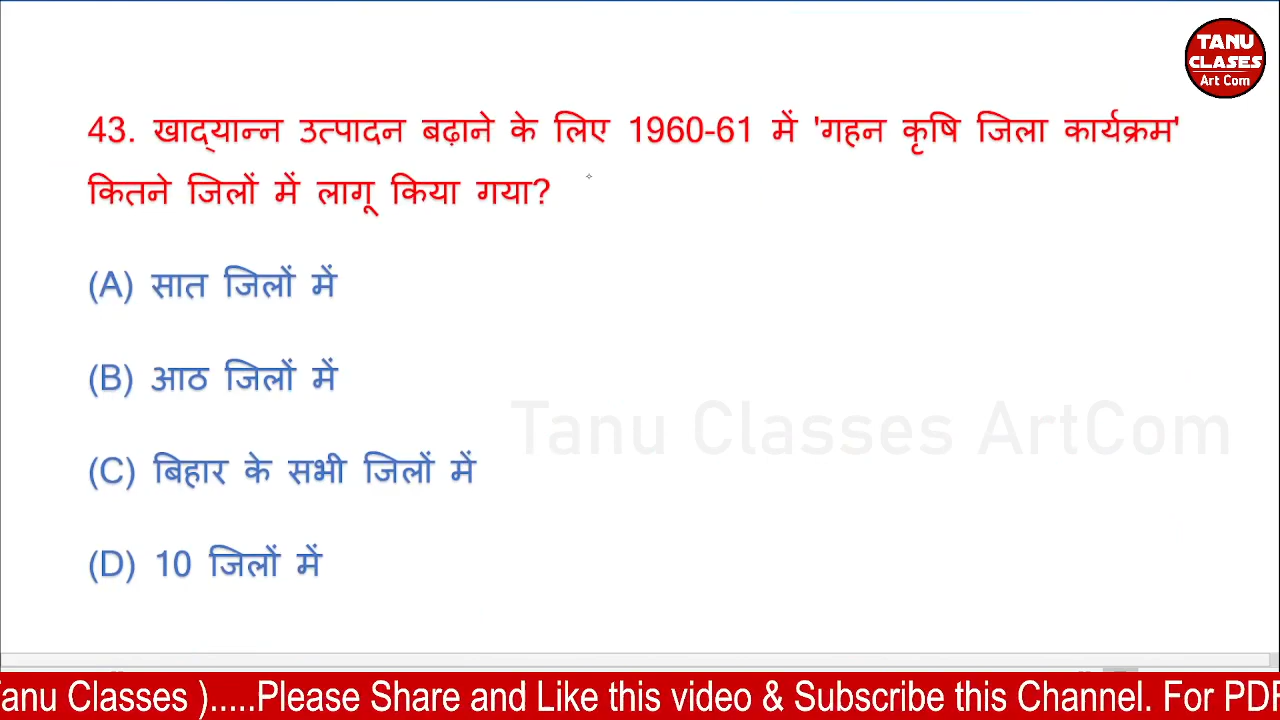 TANU
CLASES
Art Com
43. खाद्यान्न उत्पादन बढ़ाने के लिए 1960-61 में 'गहन कृषि जिला कार्यक्रम'
कितने जिलों में लागू किया गया?
(A) सात जिलों में
(B) आठ जिलों में
Tanu Classes ArtCom
(C) बिहार के सभी जिलों में
(D) 10 जिलों में
Tanu Classes ).....Please Share and Like this video & Subscribe this Channel. For PDF